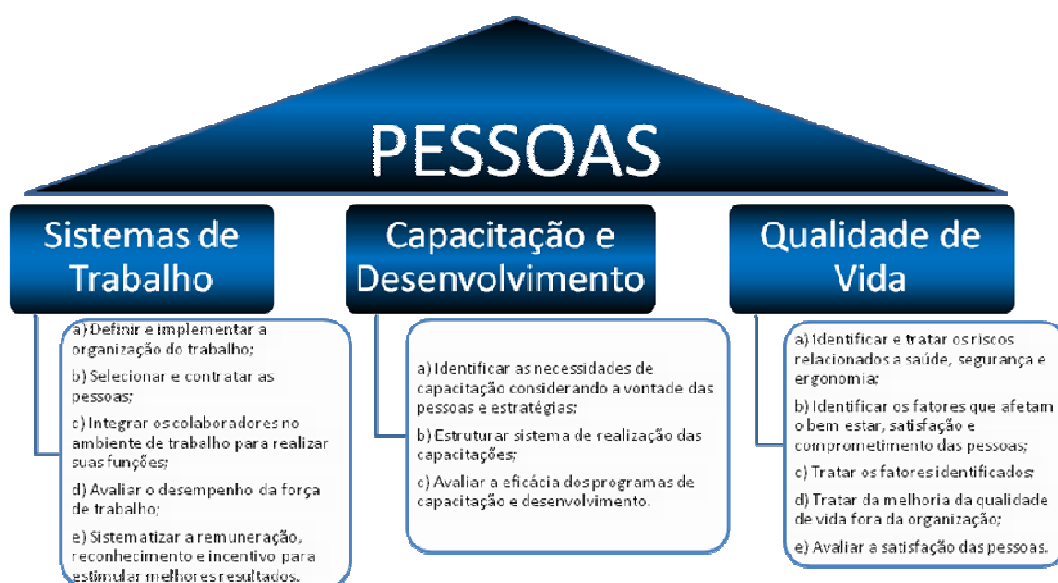 PESSOAS
Sistemas de
Trabalho
a) Definir e implementar a
organização do trabalho;
b) Selecionar e contratar as
pessoas;
c) Integrar os colaboradores no
ambiente de trabalho para realizar
suas funções;
d) Avaliar o desempenho da força
de trabalho;
e) Sistematizar a remuneração,
reconhecimento e incentivo para
estimular melhores resultados.
Capacitação e
Desenvolvimento
a) Identificar as necessidades de
capacitação considerando a vontade das
pessoas e estratégias;
b) Estruturar sistema de realização das
capacitações;
c) Avaliar a eficácia dos programas de
capacitação e desenvolvimento.
Qualidade de
Vida
a) Identificar e tratar os riscos
relacionados a saúde, segurança e
ergonomia;
b) Identificar os fatores que afetam
o bem estar, satisfação e
comprometimento das pessoas;
c) Tratar os fatores identificados;
d) Tratar da melhoria da qualidade
de vida fora da organização;
e) Avaliar a satisfação das pessoas.